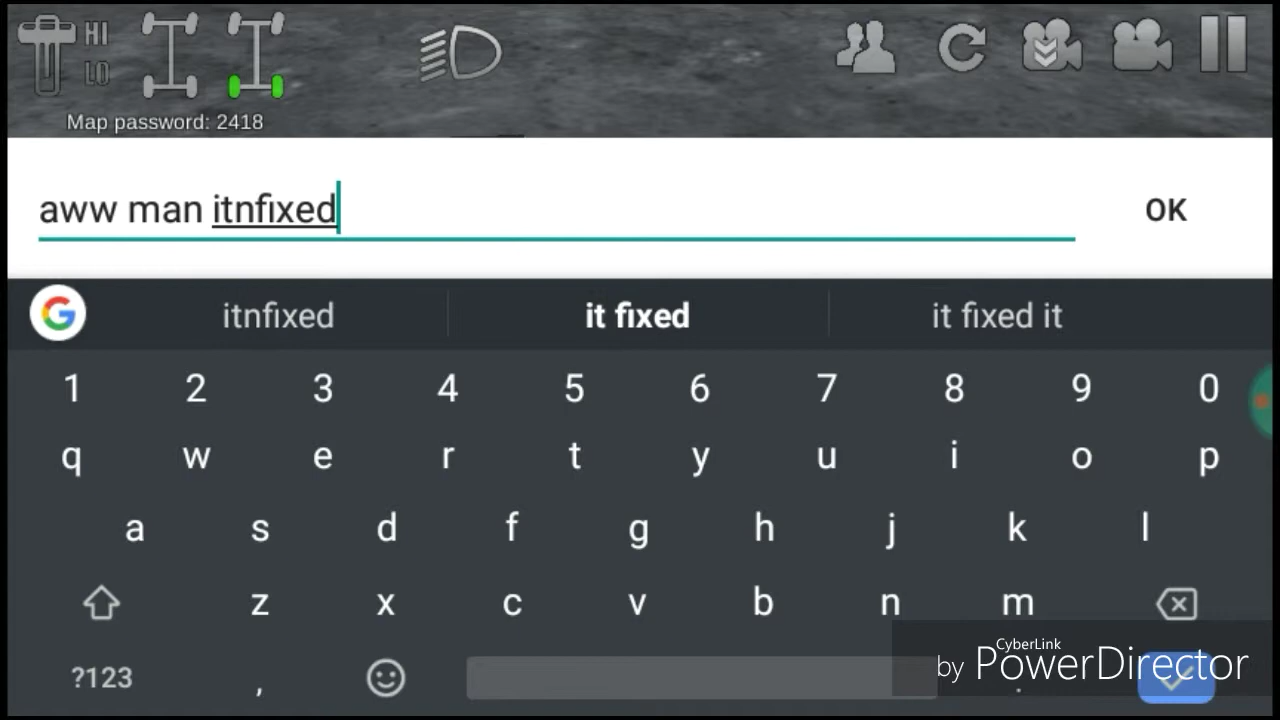 HI
LO
Map password: 2418
aww man itnfixed
OK
itnfixed it fixed it fixed it
1 2 3 4 5 6 7 8 9 0
q w e r t y u i o p
a s d f g h j k l
z x c v b n m
?123 , .
CyberLink
by PowerDirector